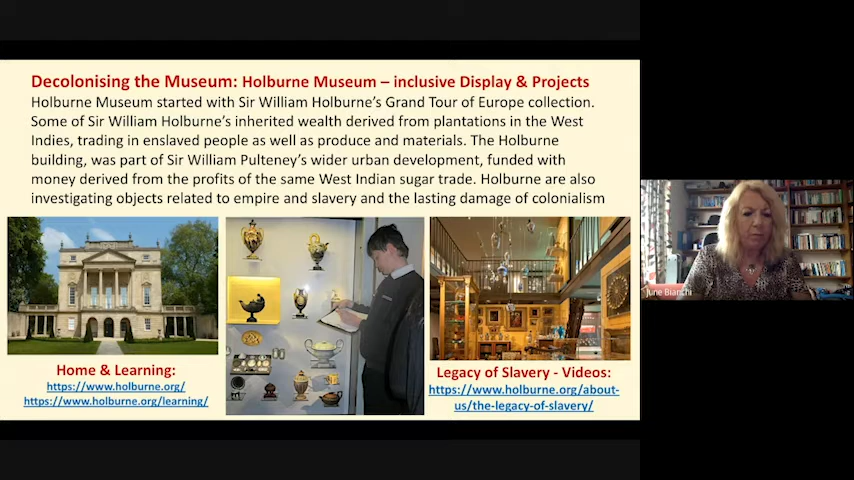 Decolonising the Museum: Holburne Museum – inclusive Display & Projects
Holburne Museum started with Sir William Holburne's Grand Tour of Europe collection.
Some of Sir William Holburne's inherited wealth derived from plantations in the West
Indies, trading in enslaved people as well as produce and materials. The Holburne
building, was part of Sir William Pulteney's wider urban development, funded with
money derived from the profits of the same West Indian sugar trade. Holburne are also
investigating objects related to empire and slavery and the lasting damage of colonialism
Home & Learning:
https://www.holburne.org/
https://www.holburne.org/learning/
Legacy of Slavery - Videos:
https://www.holburne.org/about-
us/the-legacy-of-slavery/
June Bianchi